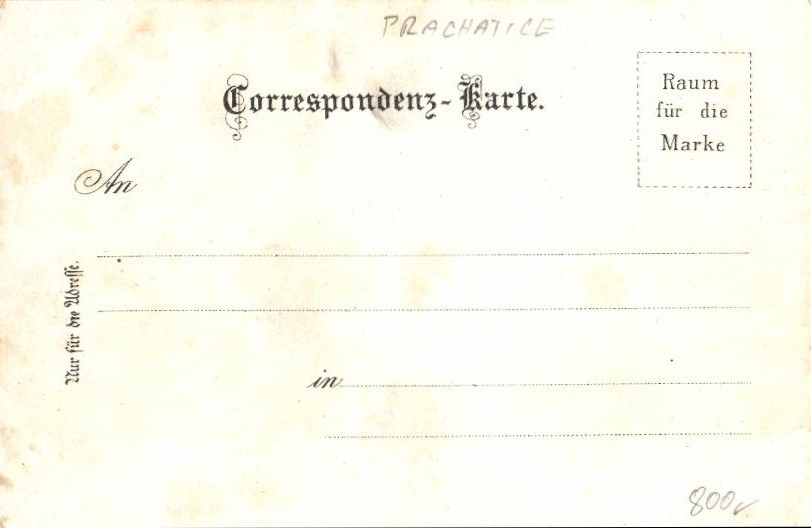 PRACHATICE
Correspondenz-Karte.
Raum
für die
Marke
An
Nur für die Adresse.
in
800